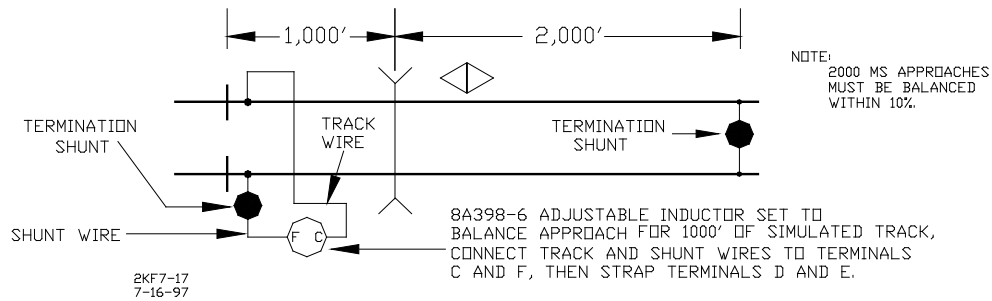 1,000'
2,000'
NOTE:
2000 MS APPROACHES
MUST BE BALANCED
WITHIN 10%.
TERMINATION
SHUNT
TRACK
WIRE
TERMINATION
SHUNT
SHUNT WIRE
F C
8A398-6 ADJUSTABLE INDUCTOR SET TO
BALANCE APPROACH FOR 1000' OF SIMULATED TRACK,
CONNECT TRACK AND SHUNT WIRES TO TERMINALS
C AND F, THEN STRAP TERMINALS D AND E.
2KF7-17
7-16-97